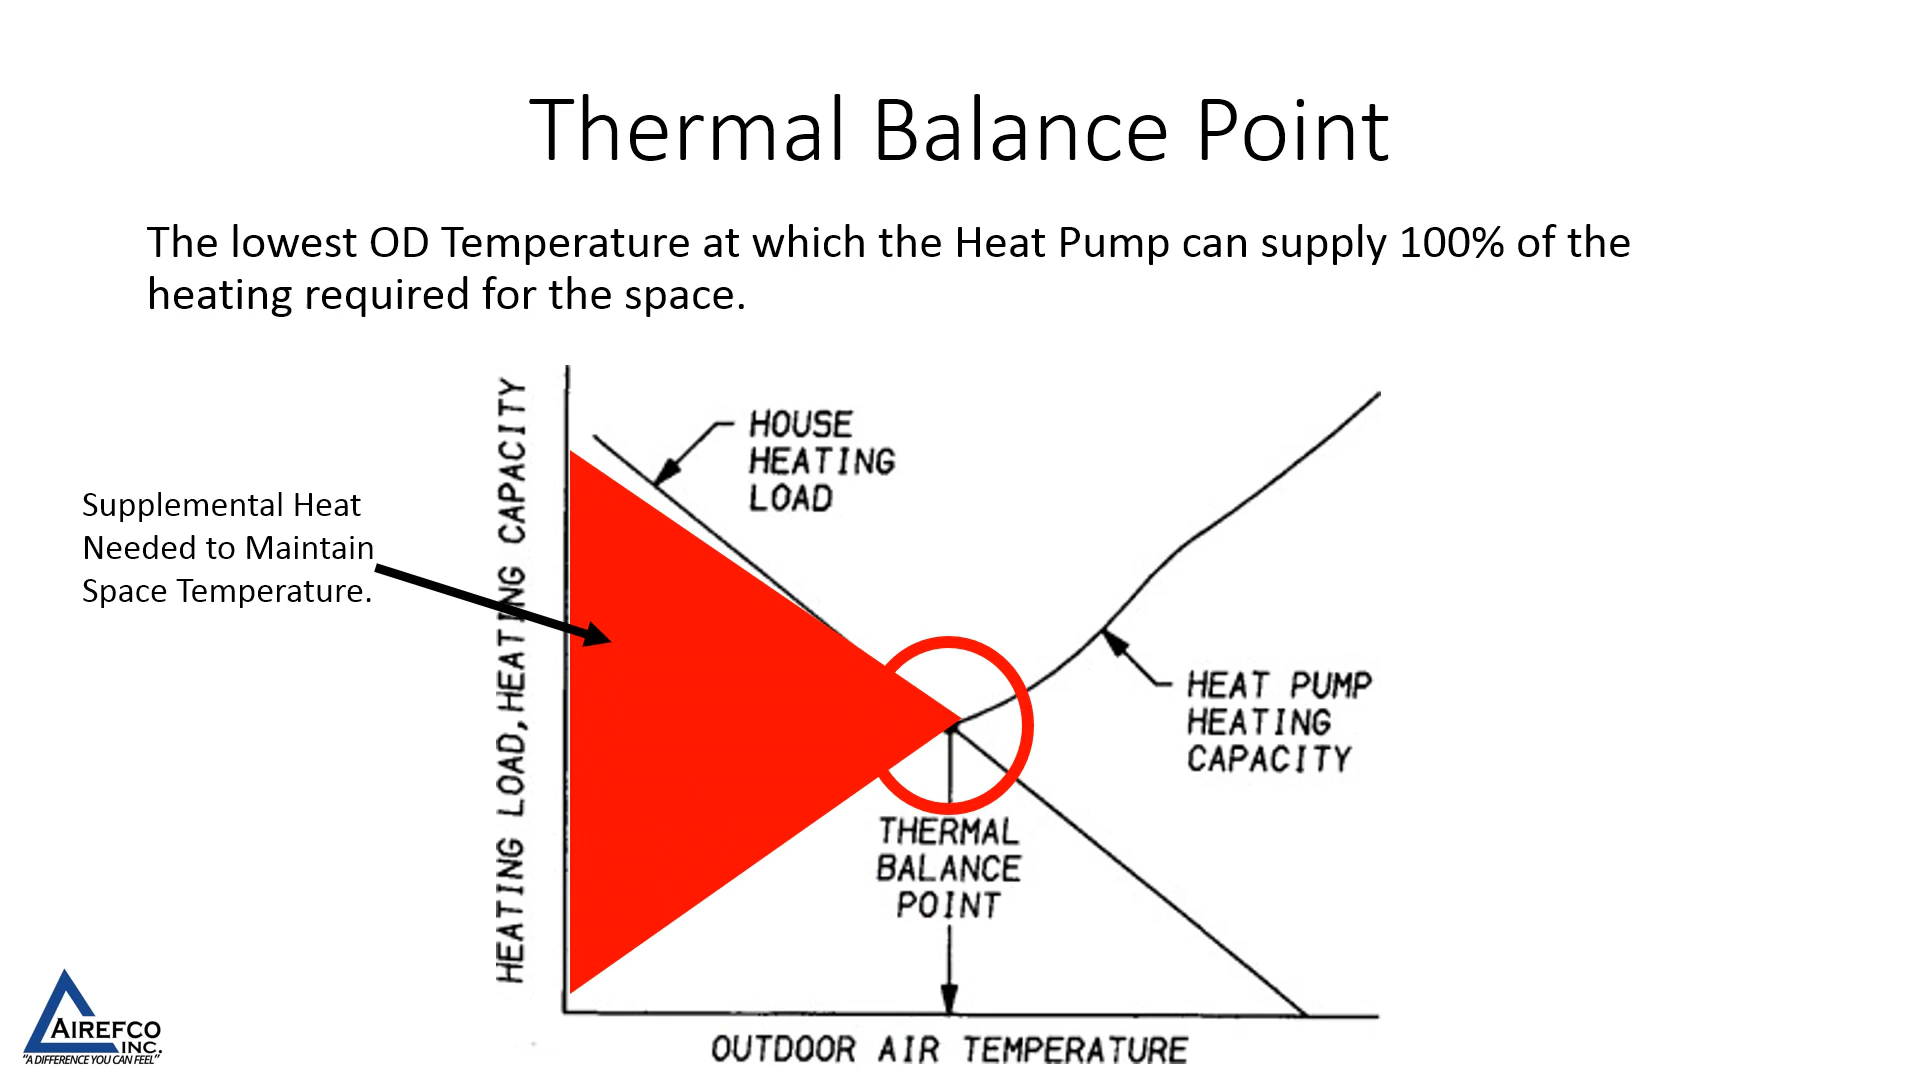 Thermal Balance Point
The lowest OD Temperature at which the Heat Pump can supply 100% of the
heating required for the space.
Supplemental Heat
Needed to Maintain
Space Temperature.
HEATING LOAD,HEATING CAPACITY
HOUSE
HEATING
LOAD
HEAT PUMP
HEATING
CAPACITY
THERMAL
BALANCE
POINT
OUTDOOR AIR TEMPERATURE
AIREFCO
INC.
"A DIFFERENCE YOU CAN FEEL"